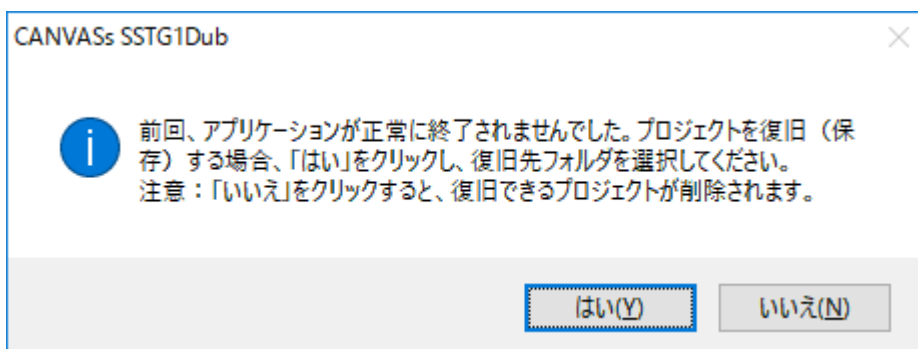 CANVASs SSTG1Dub
前回、アプリケーションが正常に終了されませんでした。プロジェクトを復旧（保
存）する場合、「はい」をクリックし、復旧先フォルダを選択してください。
注意：「いいえ」をクリックすると、復旧できるプロジェクトが削除されます。
はい(Y)
いいえ(N)